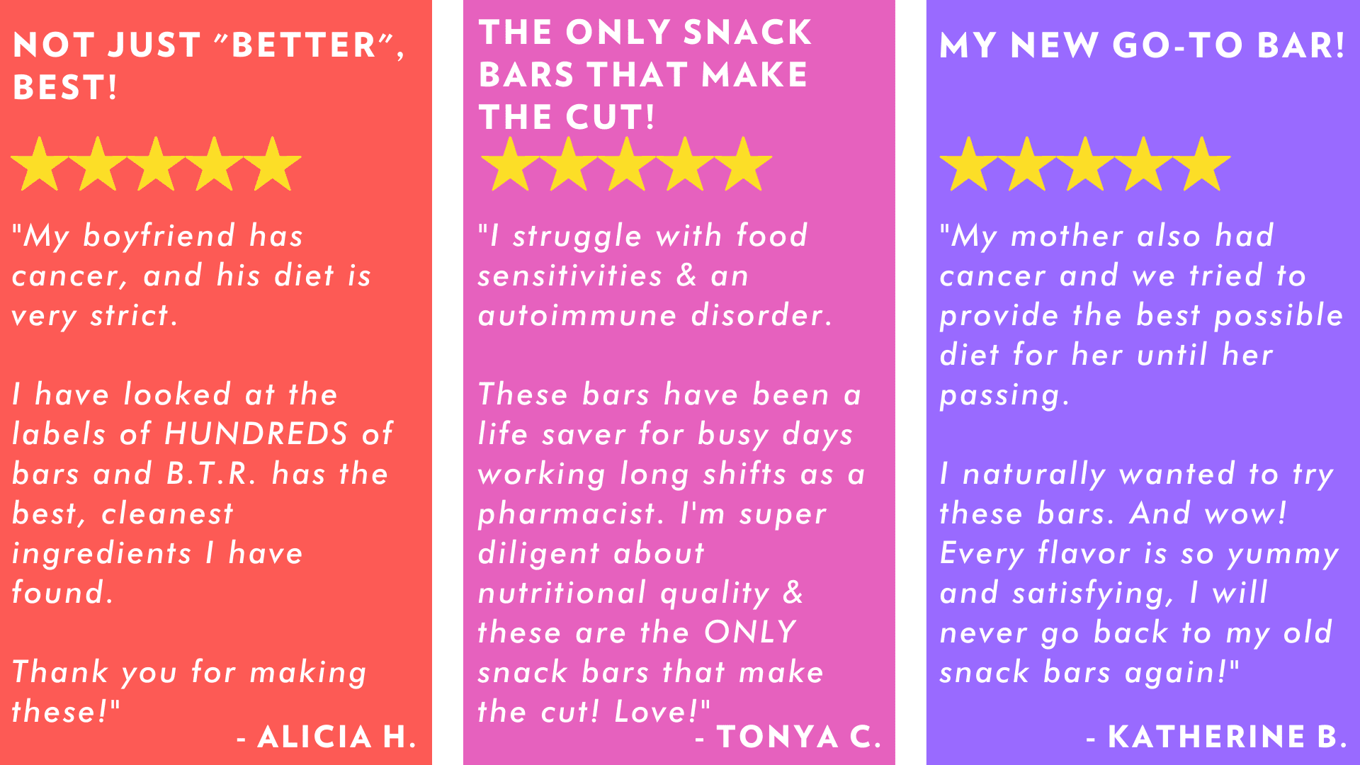 NOT JUST "BETTER",
BEST!
"My boyfriend has
cancer, and his diet is
very strict.
I have looked at the
labels of HUNDREDS of
bars and B.T.R. has the
best, cleanest
ingredients I have
found.
Thank you for making
these!"
- ALICIA H.
THE ONLY SNACK
BARS THAT MAKE
THE CUT!
"I struggle with food
sensitivities & an
autoimmune disorder.
These bars have been a
life saver for busy days
working long shifts as a
pharmacist. I'm super
diligent about
nutritional quality &
these are the ONLY
snack bars that make
the cut! Love!"
- TONYA C.
MY NEW GO-TO BAR!
"My mother also had
cancer and we tried to
provide the best possible
diet for her until her
passing.
I naturally wanted to try
these bars. And wow!
Every flavor is so yummy
and satisfying, I will
never go back to my old
snack bars again!"
- KATHERINE B.